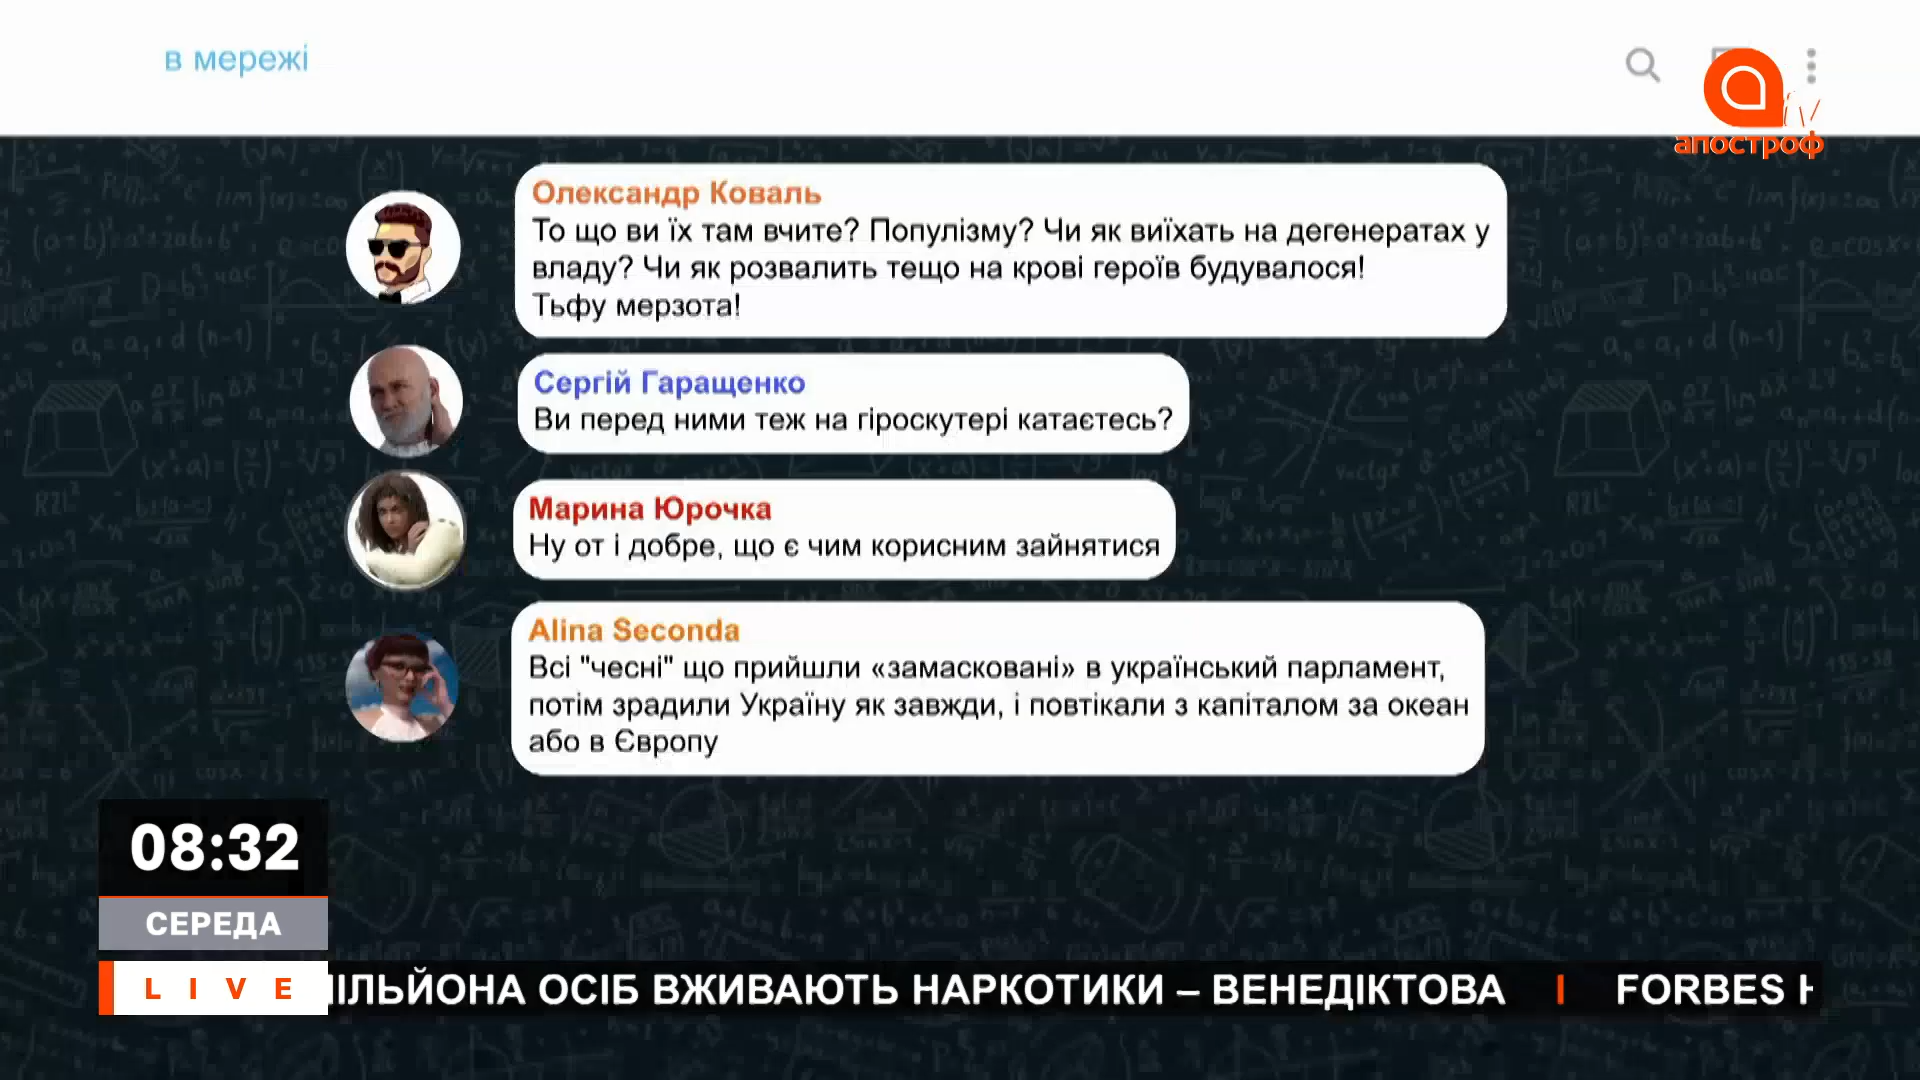 в мережі
tv
апостроф
Олександр Коваль
То що ви їх там вчите? Популізму? Чи як виїхать на дегенератах у
владу? Чи як розвалить тещо на крові героїв будувалося!
Тьфу мерзота!
Сергій Гаращенко
Ви перед ними теж на гіроскутері катаєтесь?
Марина Юрочка
Ну от і добре, що є чим корисним зайнятися
Alina Seconda
Всі "чесні" що прийшли «замасковані» в український парламент,
потім зрадили Україну як завжди, і повтікали з капіталом за океан
або в Європу
08:32
СЕРЕДА
LIVE
ІЛЬЙОНА ОСІБ ВЖИВАЮТЬ НАРКОТИКИ – ВЕНЕДІКТОВА | FORBES